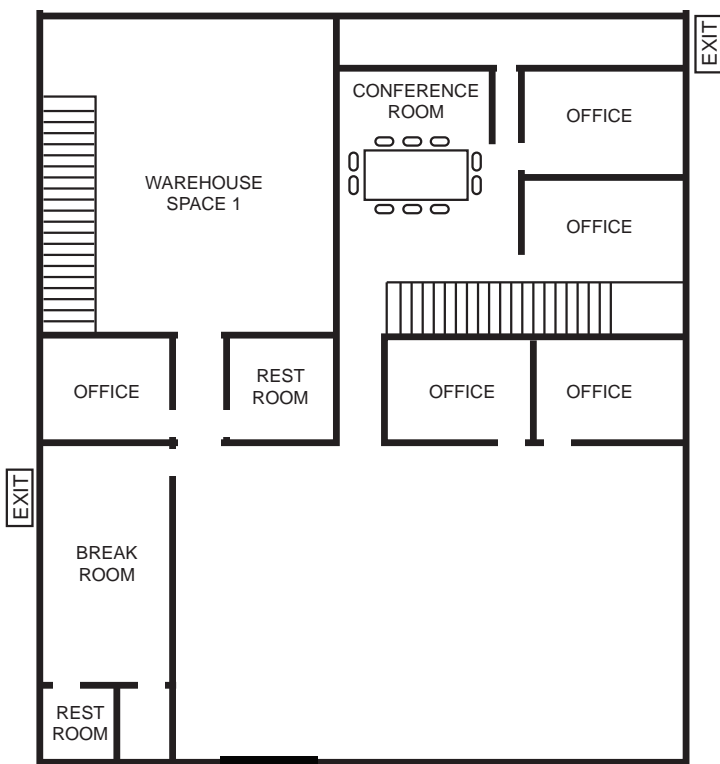 EXIT
CONFERENCE
ROOM
OFFICE
WAREHOUSE
SPACE 1
OFFICE
OFFICE
REST
ROOM
OFFICE
OFFICE
EXIT
BREAK
ROOM
REST
ROOM